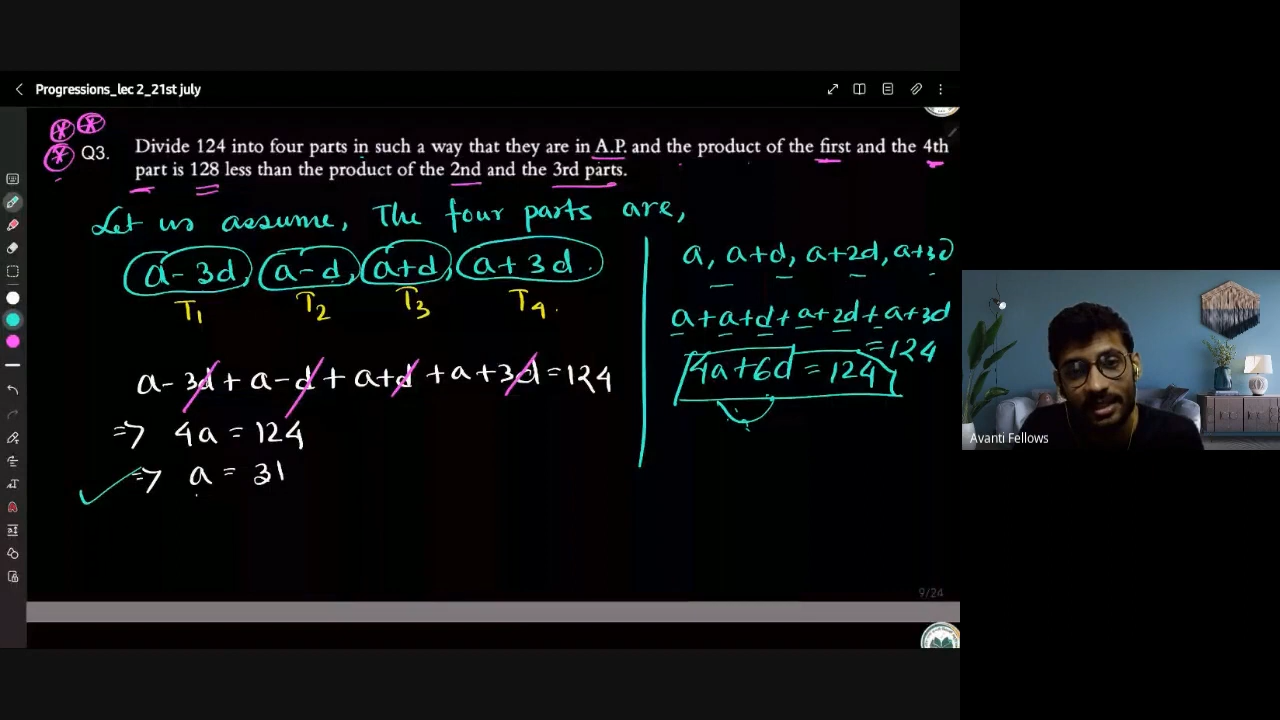 Progressions_lec 2_21st july
Q3. Divide 124 into four parts in such a way that they are in A.P. and the product of the first and the 4th
part is 128 less than the product of the 2nd and the 3rd parts.
Let us assume, The four parts are,
a-3d, a-d, a+d, a+3d.
T1 T2 T3 T4.
a-3d + a-d + a+d + a+3d = 124
=> 4a = 124
=> a = 31
a, a+d, a+2d, a+3d
a+a+d+a+2d+a+3d
=124
4a+6d = 124
9/24
Avanti Fellows